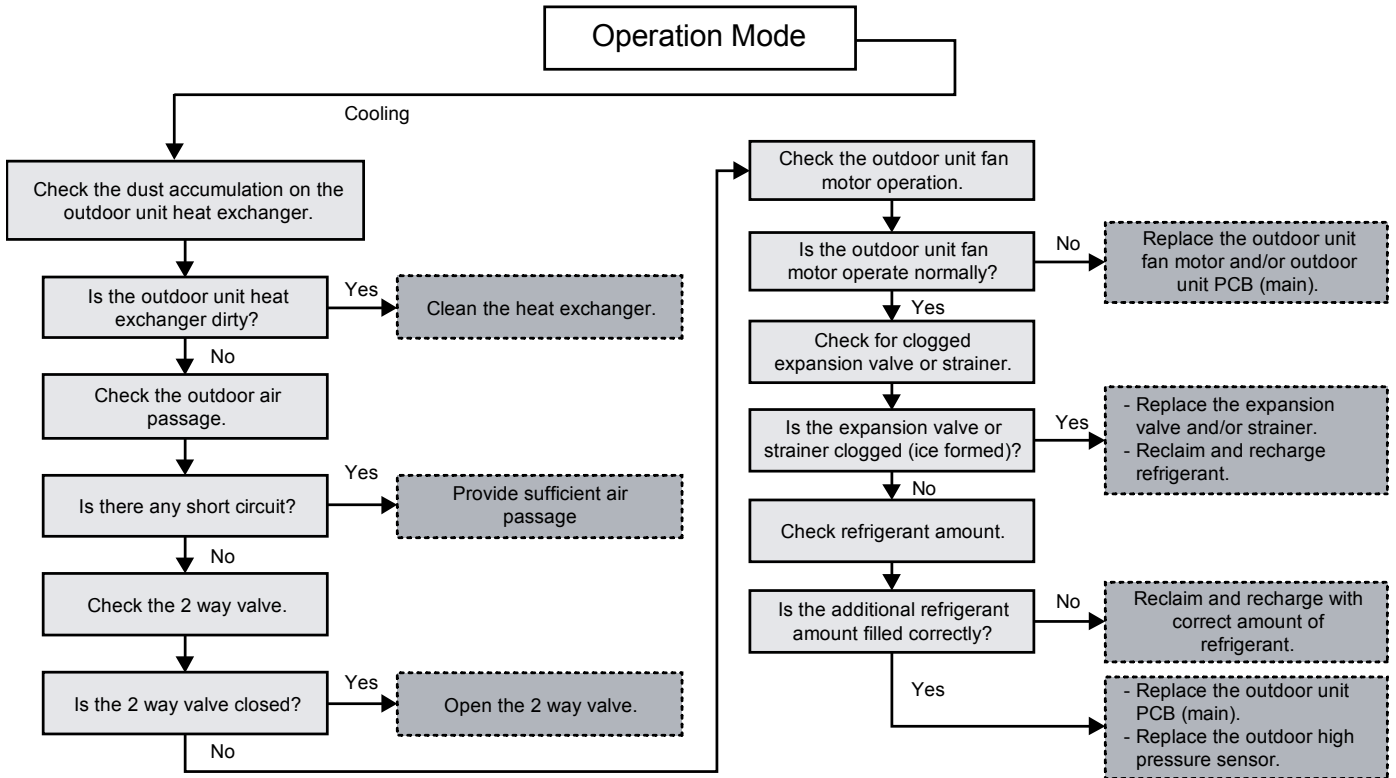 Operation Mode
Cooling
Check the dust accumulation on the
outdoor unit heat exchanger.
Is the outdoor unit heat
exchanger dirty?
Yes
Clean the heat exchanger.
No
Check the outdoor air
passage.
Is there any short circuit?
Yes
Provide sufficient air
passage
No
Check the 2 way valve.
Is the 2 way valve closed?
Yes
Open the 2 way valve.
No
Check the outdoor unit fan
motor operation.
Is the outdoor unit fan
motor operate normally?
No
Replace the outdoor unit
fan motor and/or outdoor
unit PCB (main).
Yes
Check for clogged
expansion valve or strainer.
Is the expansion valve or
strainer clogged (ice formed)?
Yes
- Replace the expansion
valve and/or strainer.
- Reclaim and recharge
refrigerant.
No
Check refrigerant amount.
Is the additional refrigerant
amount filled correctly?
No
Reclaim and recharge with
correct amount of
refrigerant.
Yes
- Replace the outdoor unit
PCB (main).
- Replace the outdoor high
pressure sensor.